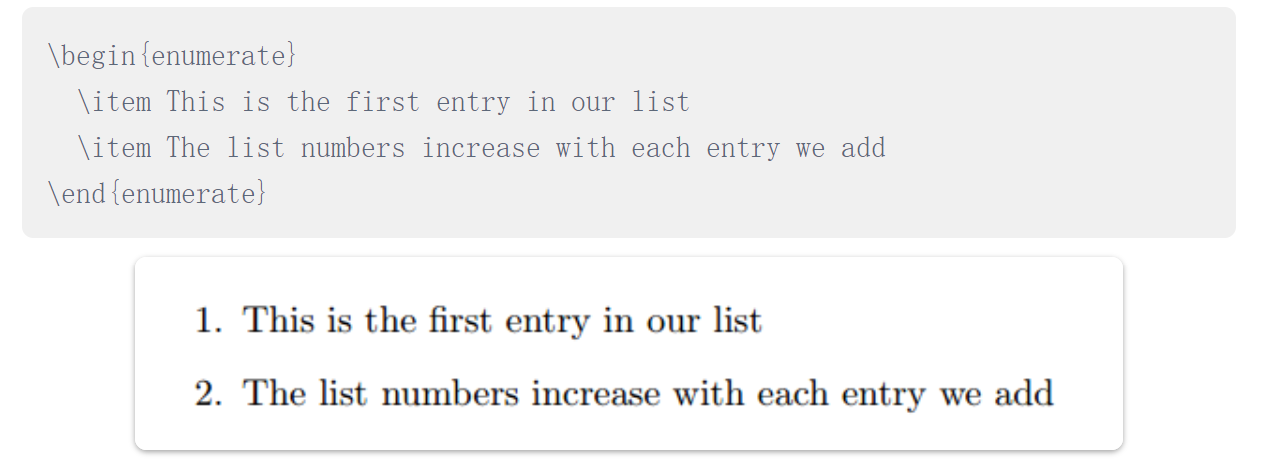 \begin{enumerate}
\item This is the first entry in our list
\item The list numbers increase with each entry we add
\end{enumerate}
1. This is the first entry in our list
2. The list numbers increase with each entry we add